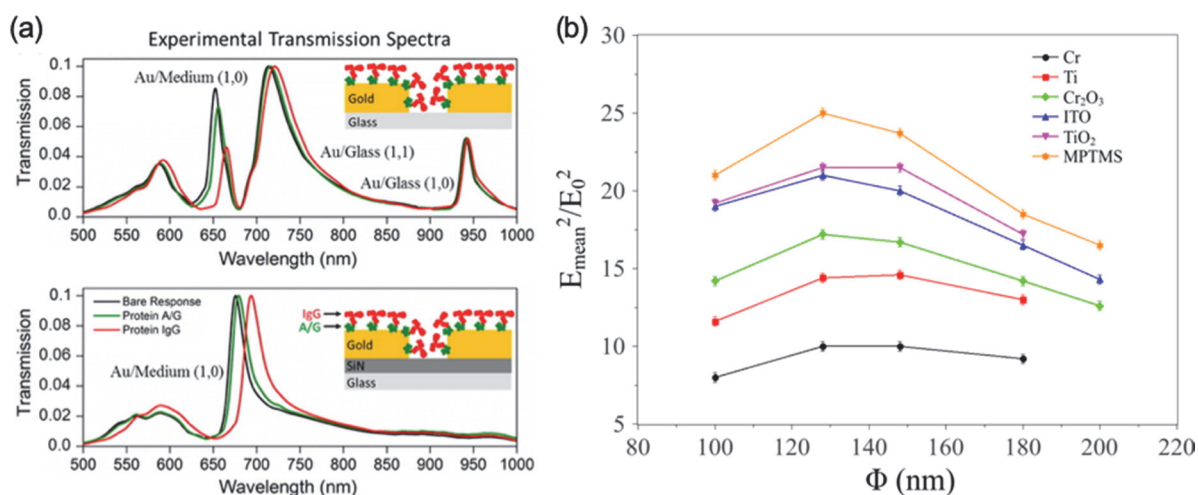 (a)
Experimental Transmission Spectra
Au/Medium (1,0)
Gold
Glass
Au/Glass (1,1)
Au/Glass (1,0)
Transmission
0.1
0.08
0.06
0.04
0.02
0.0
500 550 600 650 700 750 800 850 900 950 1000
Wavelength (nm)
Bare Response
Protein A/G
Protein IgG
IgG
A/G
Gold
SiN
Glass
Au/Medium (1,0)
Transmission
0.1
0.08
0.06
0.04
0.02
0.0
500 550 600 650 700 750 800 850 900 950 1000
Wavelength (nm)
(b)
30
25
20
15
10
5
E_mean²/E₀²
Cr
Ti
Cr₂O₃
ITO
TiO₂
MPTMS
80 100 120 140 160 180 200 220
Φ (nm)